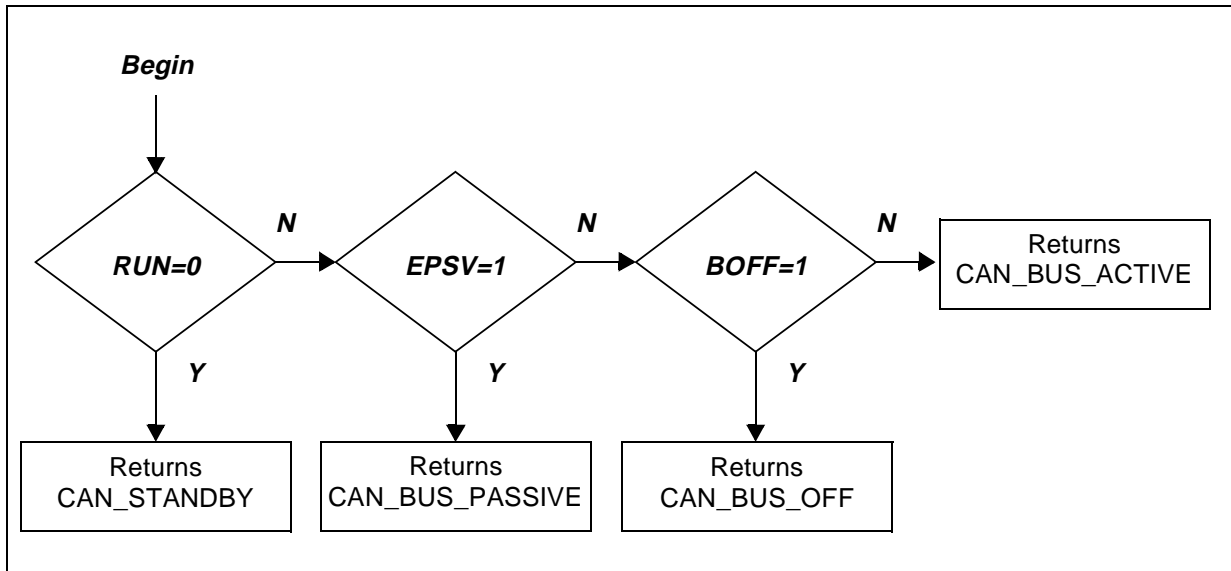 Begin
RUN=0
N
EPSV=1
N
BOFF=1
N
Returns
CAN_BUS_ACTIVE
Y
Y
Y
Returns
CAN_STANDBY
Returns
CAN_BUS_PASSIVE
Returns
CAN_BUS_OFF